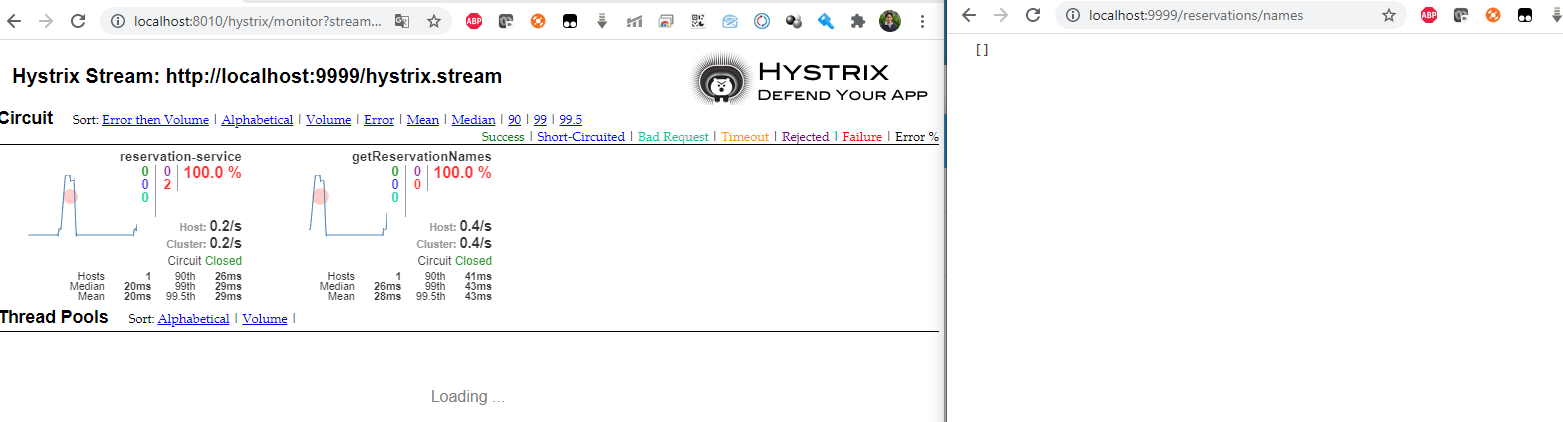 localhost:8010/hystrix/monitor?stream...
Hystrix Stream: http://localhost:9999/hystrix.stream
HYSTRIX
DEFEND YOUR APP
Circuit Sort: Error then Volume | Alphabetical | Volume | Error | Mean | Median | 90 | 99 | 99.5
Success | Short-Circuited | Bad Request | Timeout | Rejected | Failure | Error %
reservation-service
0 0 100.0 %
0 2
0
Host: 0.2/s
Cluster: 0.2/s
Circuit Closed
Hosts 1 90th 26ms
Median 20ms 99th 29ms
Mean 20ms 99.5th 29ms
getReservationNames
0 0 100.0 %
0 0
0
Host: 0.4/s
Cluster: 0.4/s
Circuit Closed
Hosts 1 90th 41ms
Median 26ms 99th 43ms
Mean 28ms 99.5th 43ms
Thread Pools Sort: Alphabetical | Volume |
Loading ...
localhost:9999/reservations/names
[]
ABP
ABP